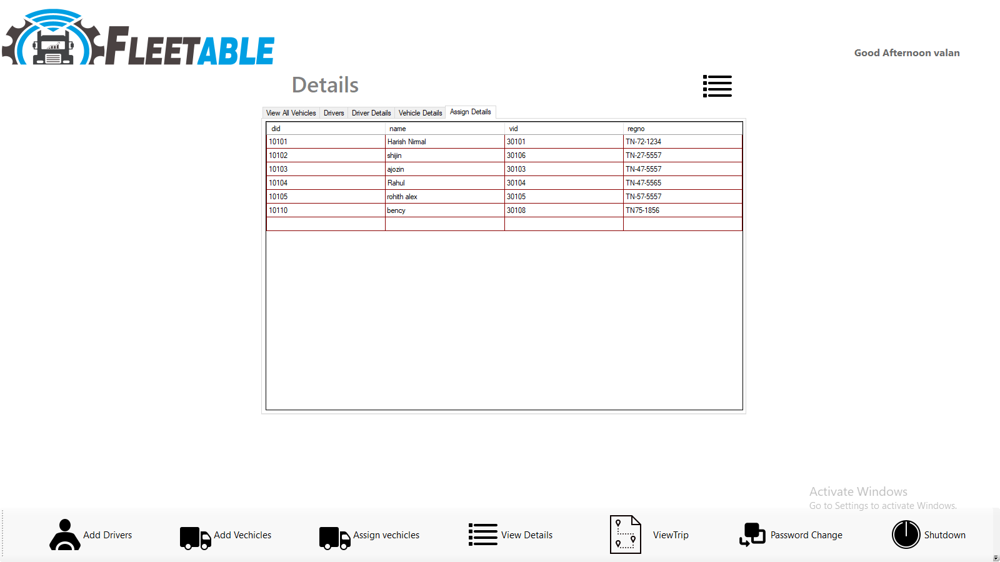 FLEETABLE
Good Afternoon valan
Details
View All Vehicles Drivers Driver Details Vehicle Details Assign Details
did name vid regno
10101 Harish Nirmal 30101 TN-72-1234
10102 shijin 30106 TN-27-5557
10103 ajozin 30103 TN-47-5557
10104 Rahul 30104 TN-47-5565
10105 rohith alex 30105 TN-57-5557
10110 bency 30108 TN75-1856
Activate Windows
Go to Settings to activate Windows.
Add Drivers Add Vechicles Assign vechicles View Details ViewTrip Password Change Shutdown